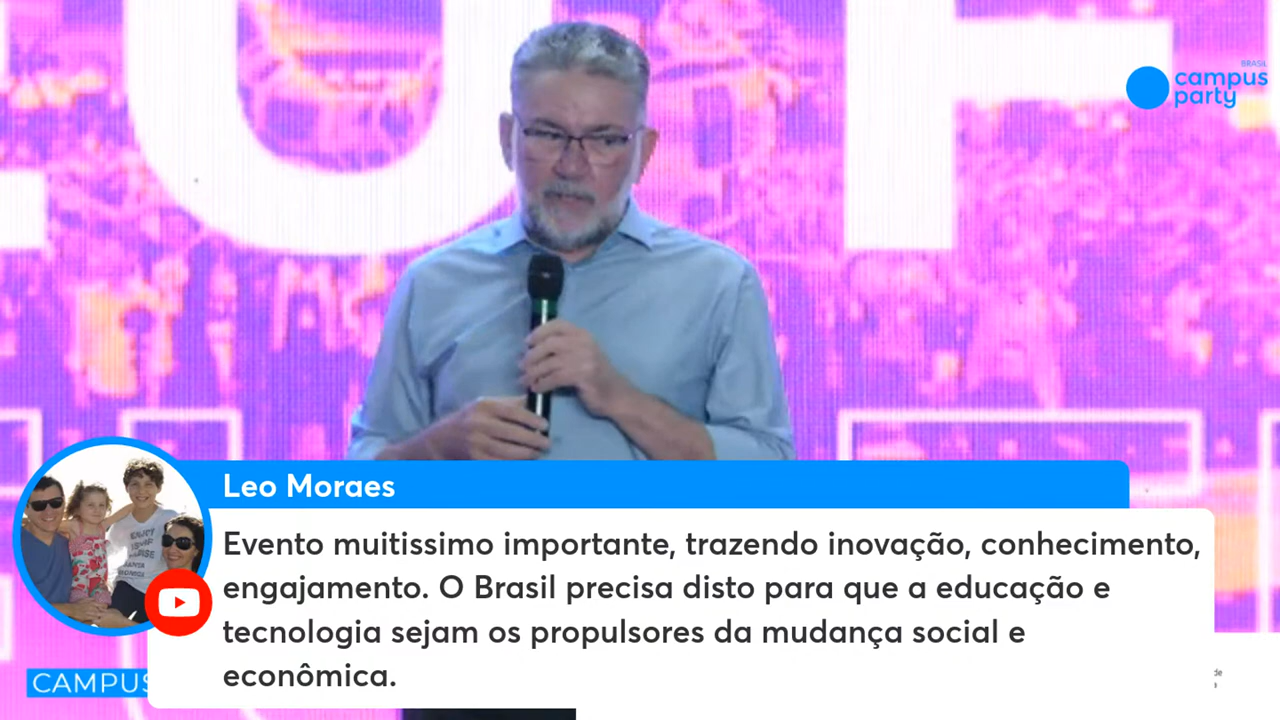 BRASIL
campus
party
Leo Moraes
Evento muitissimo importante, trazendo inovação, conhecimento,
engajamento. O Brasil precisa disto para que a educação e
tecnologia sejam os propulsores da mudança social e
econômica.
CAMPUS